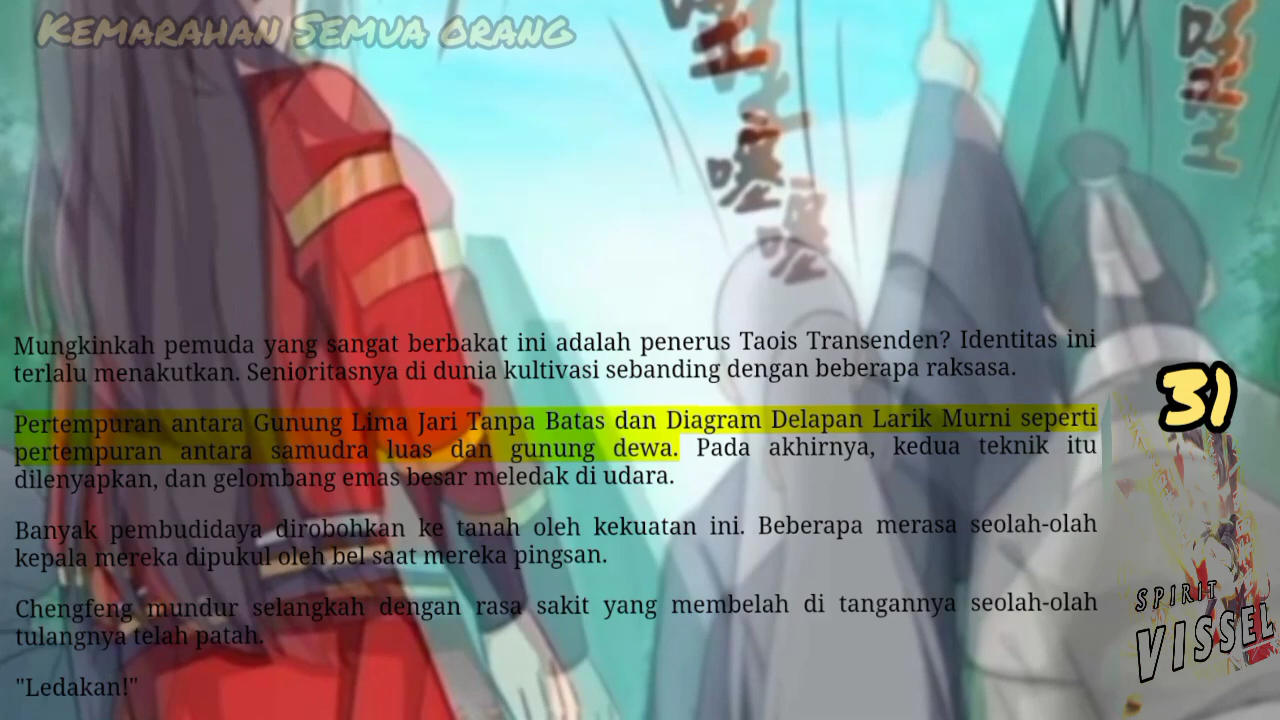 Kemarahan Semua orang
Mungkinkah pemuda yang sangat berbakat ini adalah penerus Taois Transenden? Identitas ini
terlalu menakutkan. Senioritasnya di dunia kultivasi sebanding dengan beberapa raksasa.
Pertempuran antara Gunung Lima Jari Tanpa Batas dan Diagram Delapan Larik Murni seperti
pertempuran antara samudra luas dan gunung dewa. Pada akhirnya, kedua teknik itu
dilenyapkan, dan gelombang emas besar meledak di udara.
Banyak pembudidaya dirobohkan ke tanah oleh kekuatan ini. Beberapa merasa seolah-olah
kepala mereka dipukul oleh bel saat mereka pingsan.
Chengfeng mundur selangkah dengan rasa sakit yang membelah di tangannya seolah-olah
tulangnya telah patah.
"Ledakan!"
31
SPIRIT
VISSEL